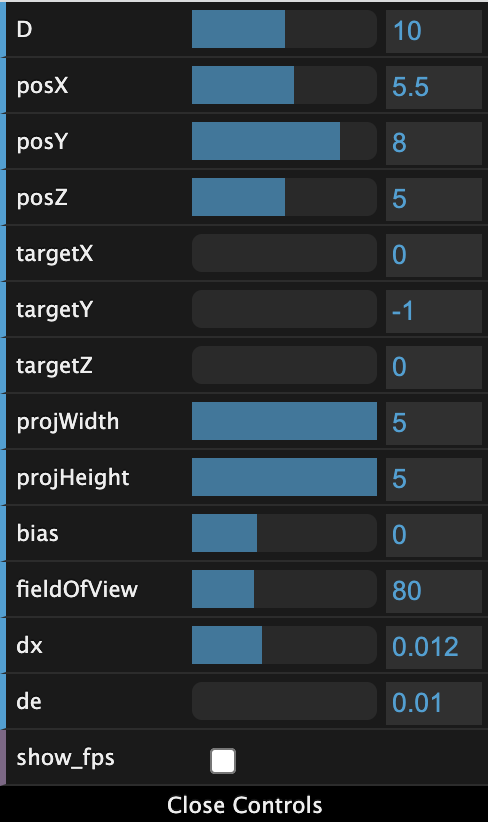 D 10
posX 5.5
posY 8
posZ 5
targetX 0
targetY -1
targetZ 0
projWidth 5
projHeight 5
bias 0
fieldOfView 80
dx 0.012
de 0.01
show_fps
Close Controls